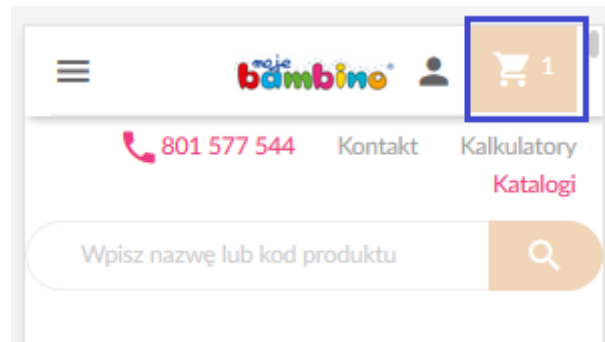 moje
bambino
1
801 577 544 Kontakt Kalkulatory
Katalogi
Wpisz nazwę lub kod produktu